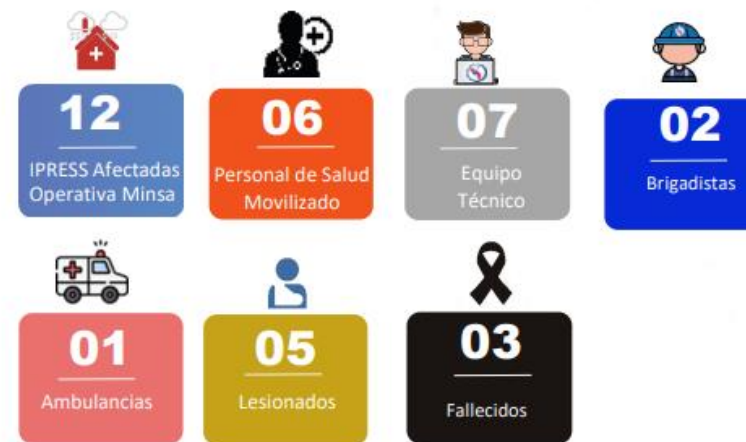 12
IPRESS Afectadas
Operativa Minsa
06
Personal de Salud
Movilizado
07
Equipo
Técnico
02
Brigadistas
01
Ambulancias
05
Lesionados
03
Fallecidos